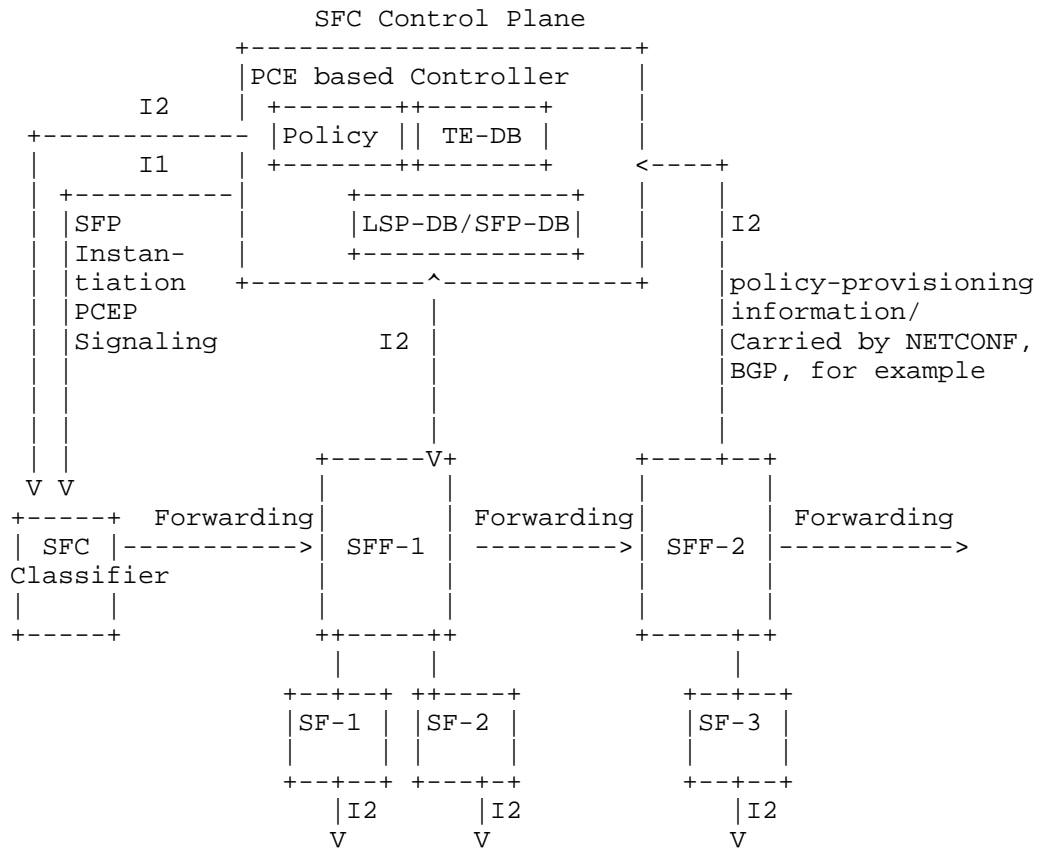 SFC Control Plane
PCE based Controller
I2
Policy TE-DB
I1
SFP LSP-DB/SFP-DB I2
Instan-
tiation policy-provisioning
PCEP information/
Signaling I2 Carried by NETCONF,
BGP, for example
V
V V
Forwarding Forwarding Forwarding
SFC SFF-1 SFF-2
Classifier
SF-1 SF-2 SF-3
I2 I2 I2
V V V